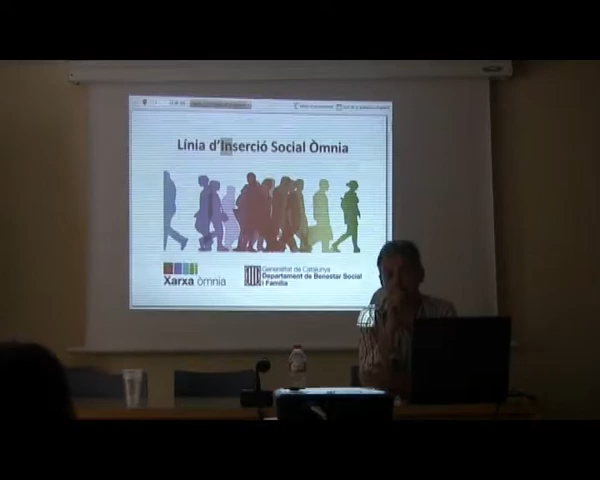 Línia d'Inserció Social Òmnia
Xarxa òmnia
Generalitat de Catalunya
Departament de Benestar Social
i Família